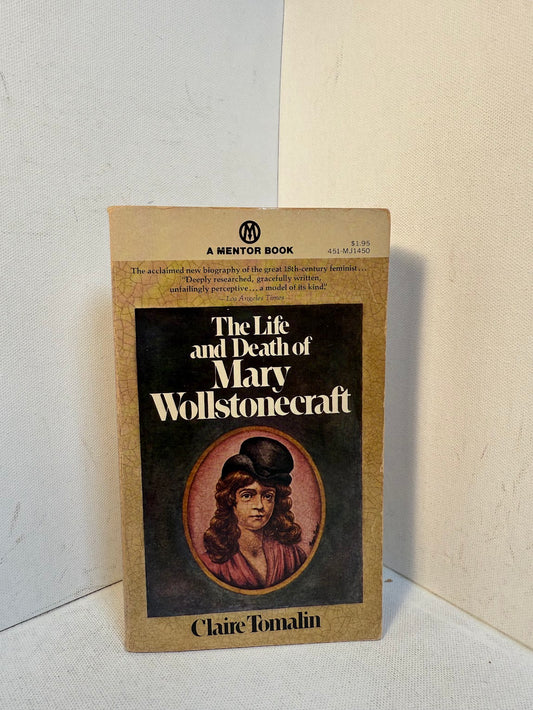 M
A MENTOR BOOK
$1.95
451-MJ1450
The acclaimed new biography of the great 18th-century feminist...
"Deeply researched, gracefully written,
unfailingly perceptive...a model of its kind."
—Los Angeles Times
The Life
and Death of
Mary
Wollstonecraft
Claire Tomalin